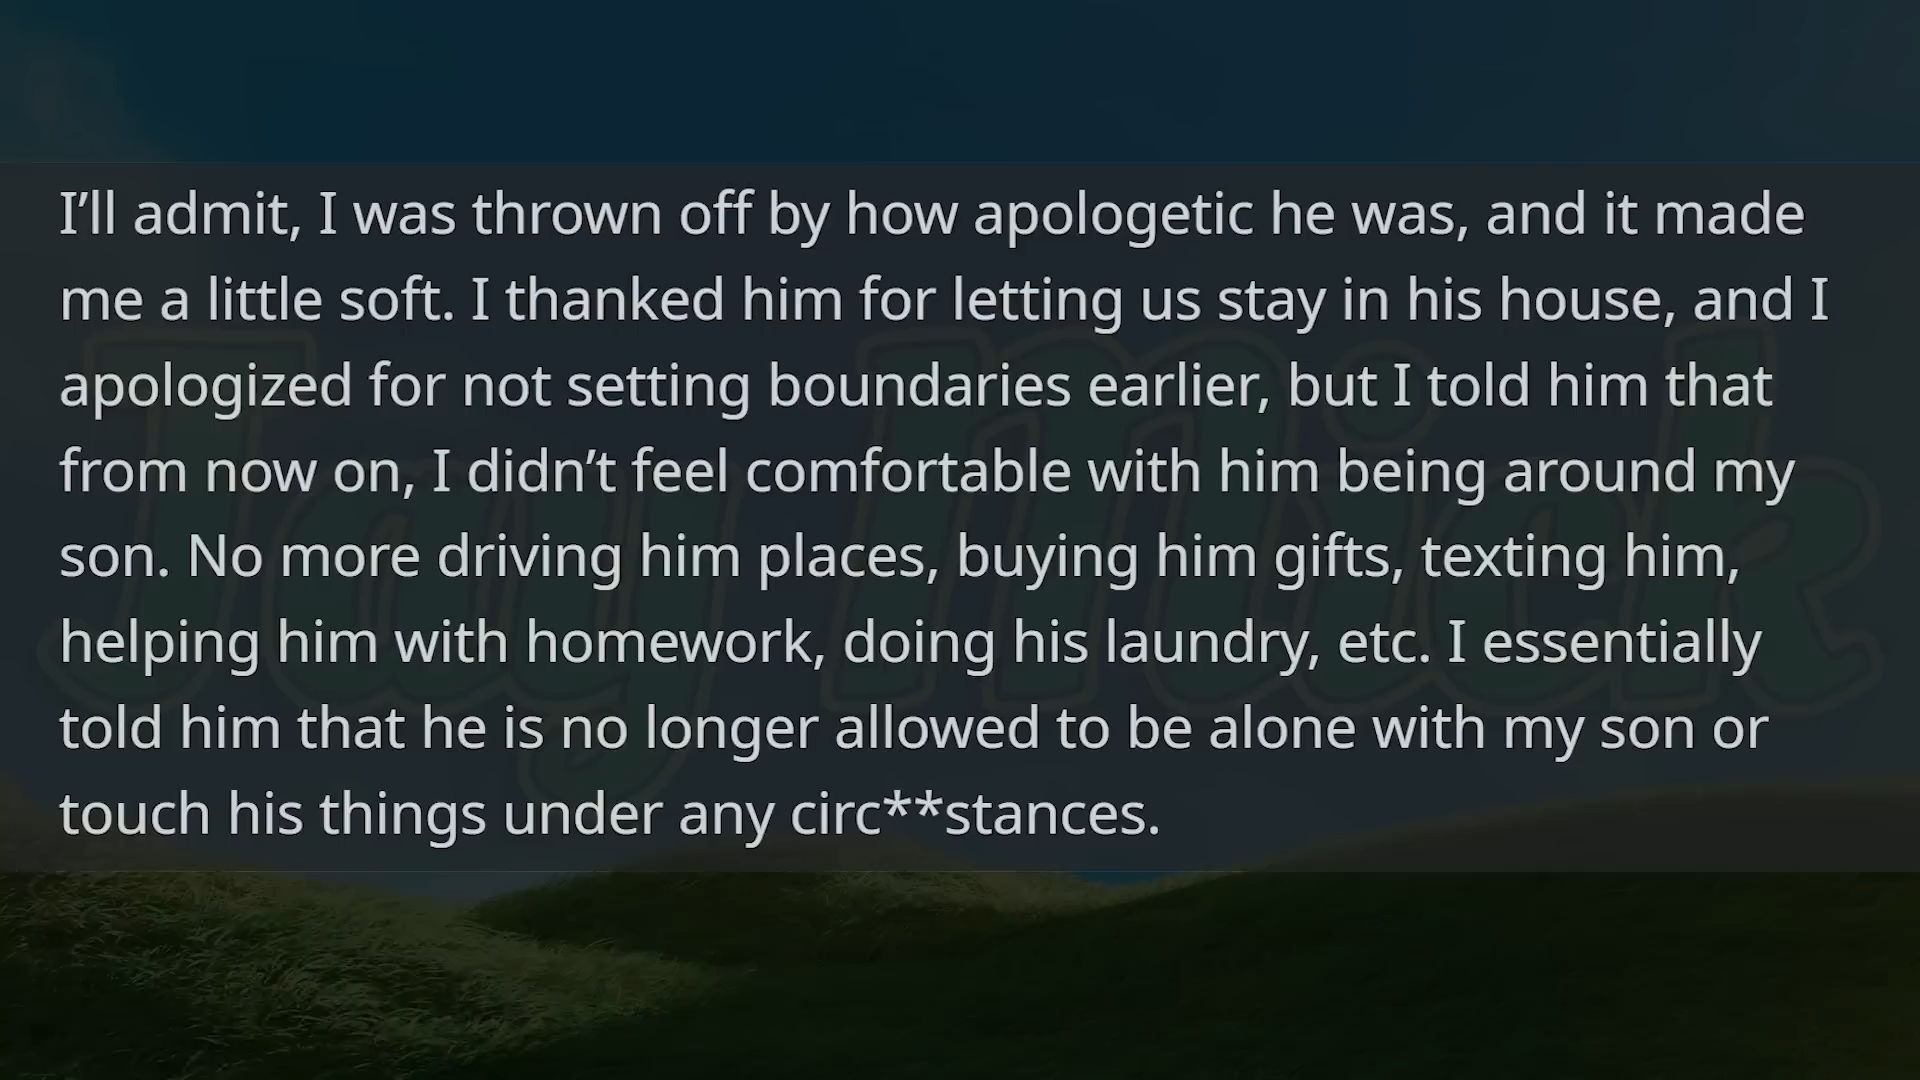 I’ll admit, I was thrown off by how apologetic he was, and it made
me a little soft. I thanked him for letting us stay in his house, and I
apologized for not setting boundaries earlier, but I told him that
from now on, I didn’t feel comfortable with him being around my
son. No more driving him places, buying him gifts, texting him,
helping him with homework, doing his laundry, etc. I essentially
told him that he is no longer allowed to be alone with my son or
touch his things under any circ**stances.
Jay Mick